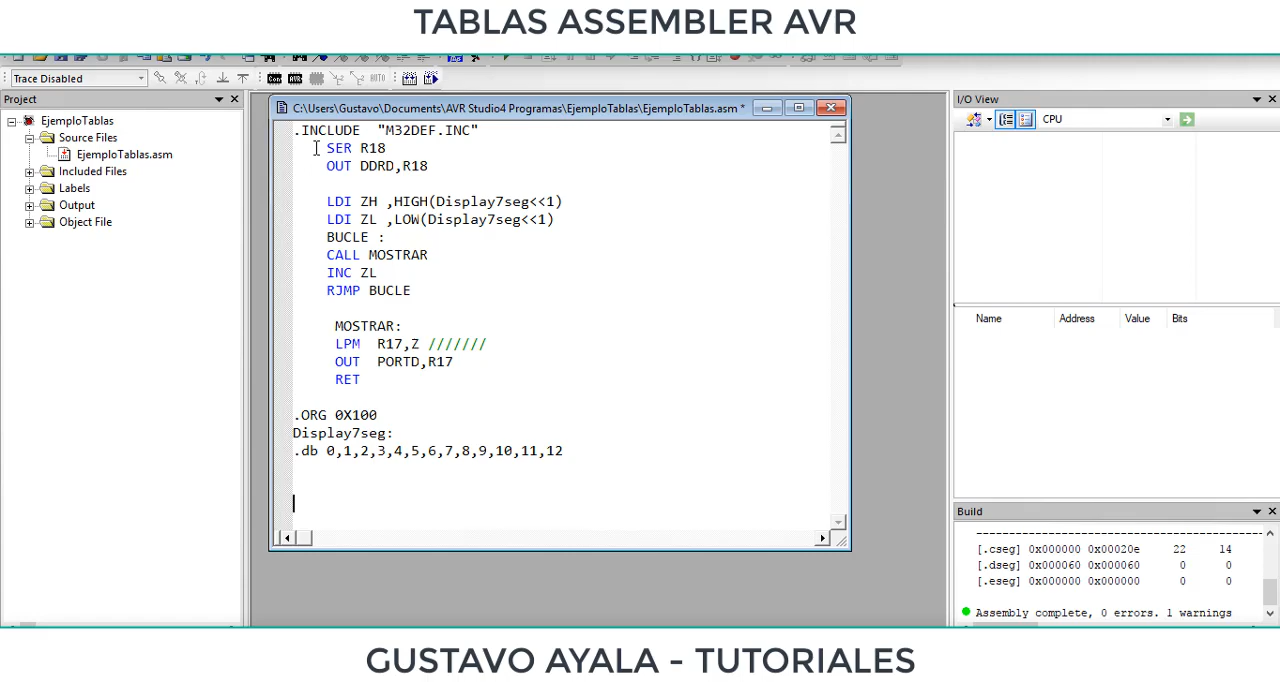 TABLAS ASSEMBLER AVR
Trace Disabled
AUTO
Project
EjemploTablas
Source Files
EjemploTablas.asm
Included Files
Labels
Output
Object File
C:\Users\Gustavo\Documents\AVR Studio4 Programas\EjemploTablas\EjemploTablas.asm *
.INCLUDE "M32DEF.INC"
SER R18
OUT DDRD,R18
LDI ZH ,HIGH(Display7seg<<1)
LDI ZL ,LOW(Display7seg<<1)
BUCLE :
CALL MOSTRAR
INC ZL
RJMP BUCLE
MOSTRAR:
LPM R17,Z ///////
OUT PORTD,R17
RET
.ORG 0X100
Display7seg:
.db 0,1,2,3,4,5,6,7,8,9,10,11,12
I/O View
CPU
Name Address Value Bits
Build
[.cseg] 0x000000 0x00020e 22 14
[.dseg] 0x000060 0x000060 0 0
[.eseg] 0x000000 0x000000 0 0
Assembly complete, 0 errors. 1 warnings
GUSTAVO AYALA - TUTORIALES